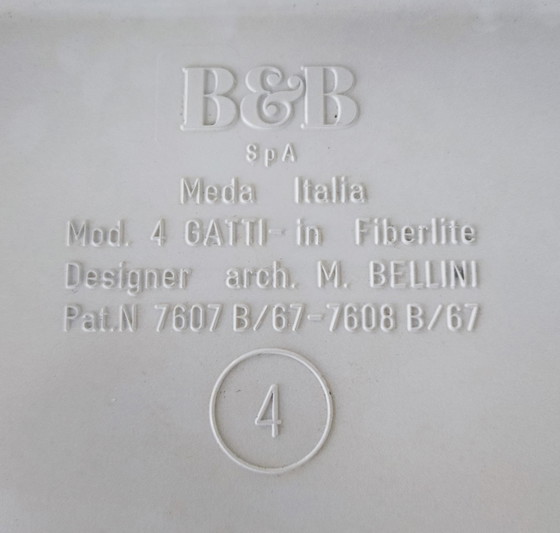 B&B
SpA
Meda Italia
Mod. 4 GATTI- in Fiberlite
Designer arch. M. BELLINI
Pat.N 7607 B/67-7608 B/67
4